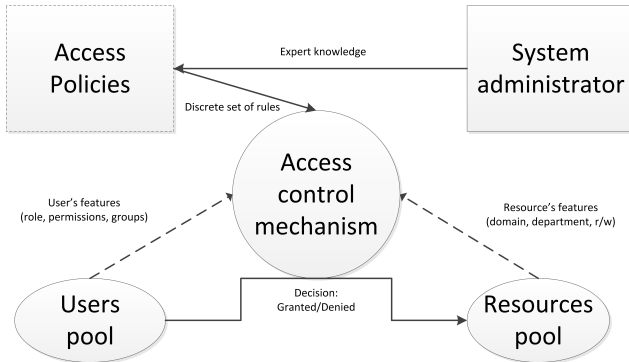 Access
Policies
Expert knowledge
System
administrator
Discrete set of rules
Access
control
mechanism
User's features
(role, permissions, groups)
Resource's features
(domain, department, r/w)
Users
pool
Decision:
Granted/Denied
Resources
pool